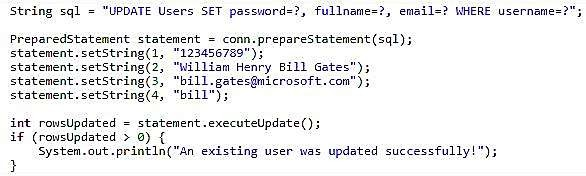 String sql = "UPDATE Users SET password=?, fullname=?, email=? WHERE username=?";
PreparedStatement statement = conn.prepareStatement(sql);
statement.setString(1, "123456789");
statement.setString(2, "William Henry Bill Gates");
statement.setString(3, "bill.gates@microsoft.com");
statement.setString(4, "bill");
int rowsUpdated = statement.executeUpdate();
if (rowsUpdated > 0) {
    System.out.println("An existing user was updated successfully!");
}